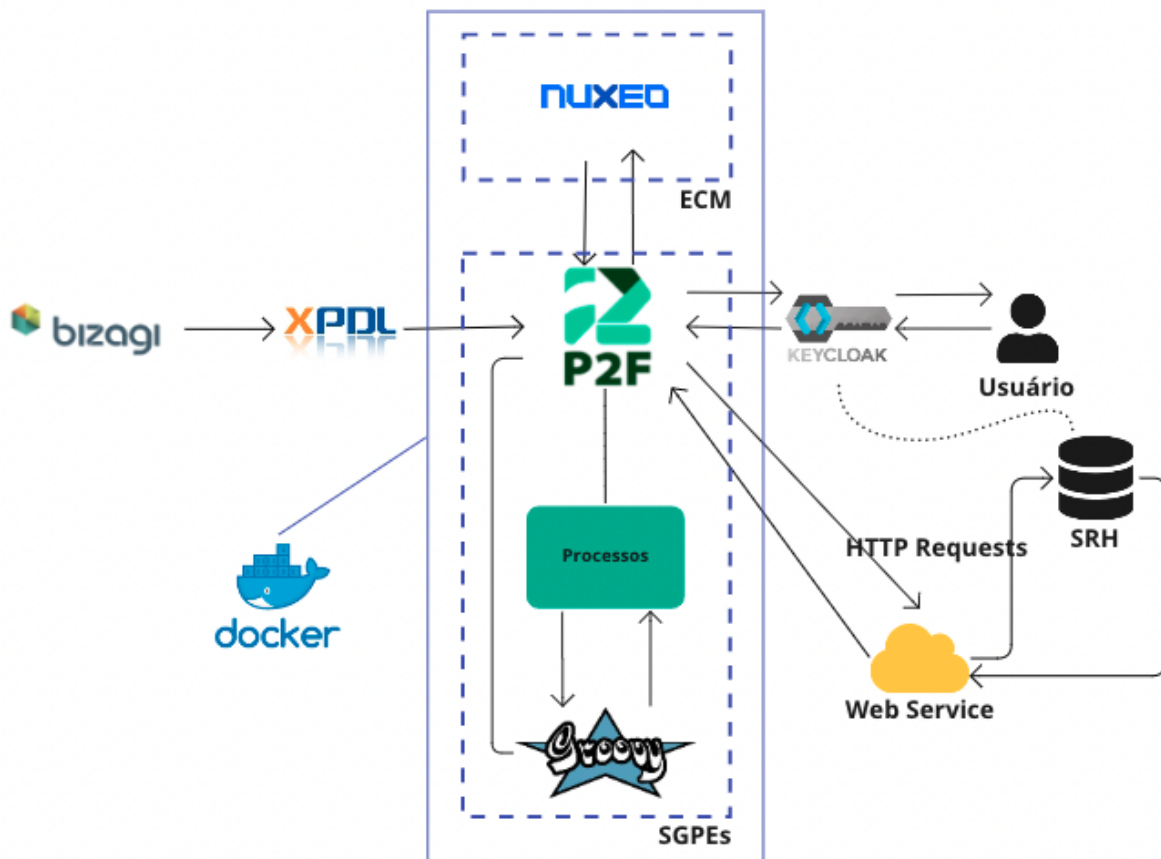 NUXEO
ECM
bizagi
XPDL
P2F
KEYCLOAK
Usuário
SRH
HTTP Requests
Processos
docker
Web Service
Groovy
SGPEs